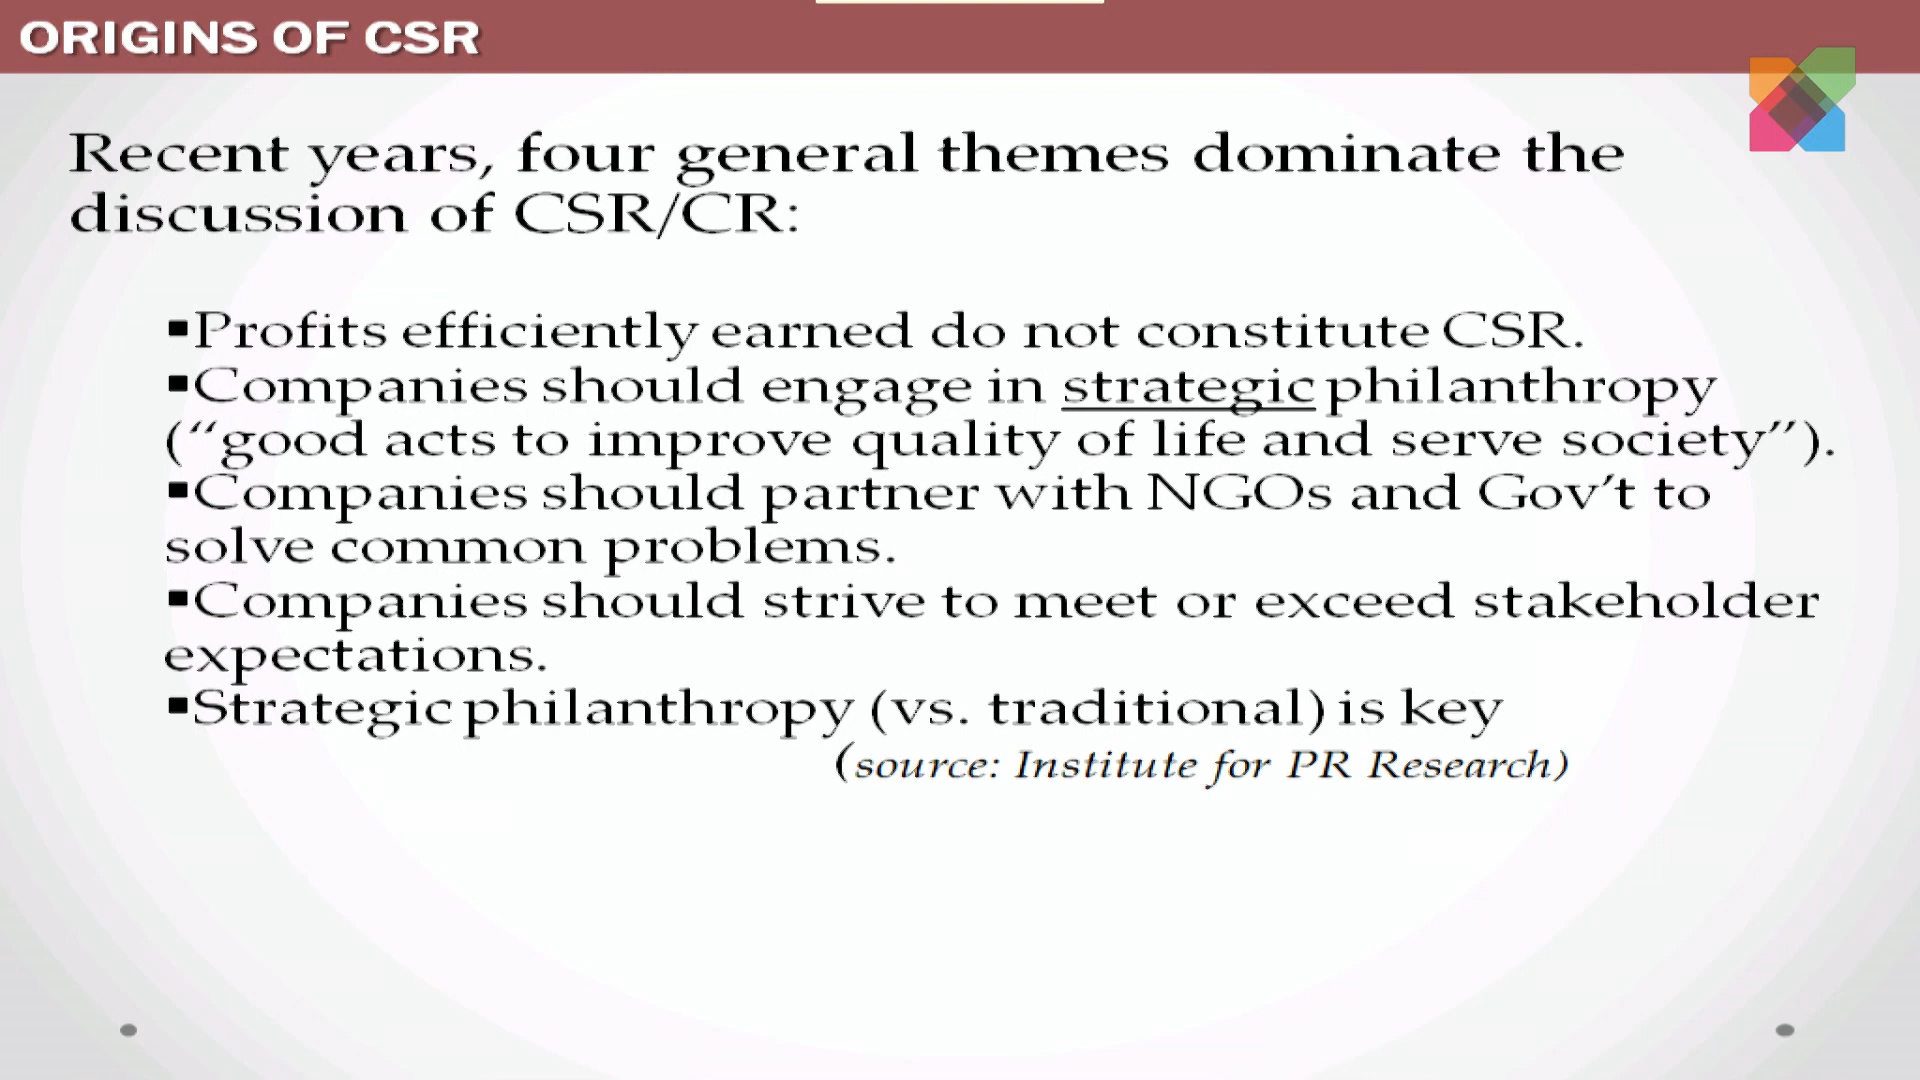 ORIGINS OF CSR
Recent years, four general themes dominate the
discussion of CSR/CR:
▪Profits efficiently earned do not constitute CSR.
▪Companies should engage in strategic philanthropy
(“good acts to improve quality of life and serve society”).
▪Companies should partner with NGOs and Gov’t to
solve common problems.
▪Companies should strive to meet or exceed stakeholder
expectations.
▪Strategic philanthropy (vs. traditional) is key
(source: Institute for PR Research)